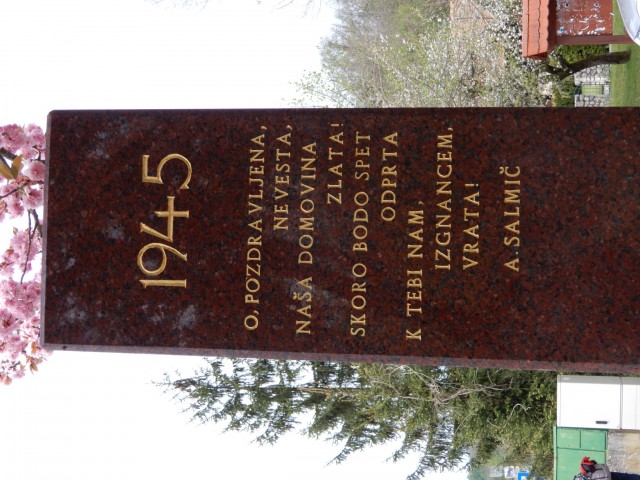 1945
O, POZDRAVLJENA,
NEVESTA,
NAŠA DOMOVINA
ZLATA!
SKORO BODO SPET
ODPRTA
K TEBI NAM,
IZGNANCEM,
VRATA!
A. SALMIČ